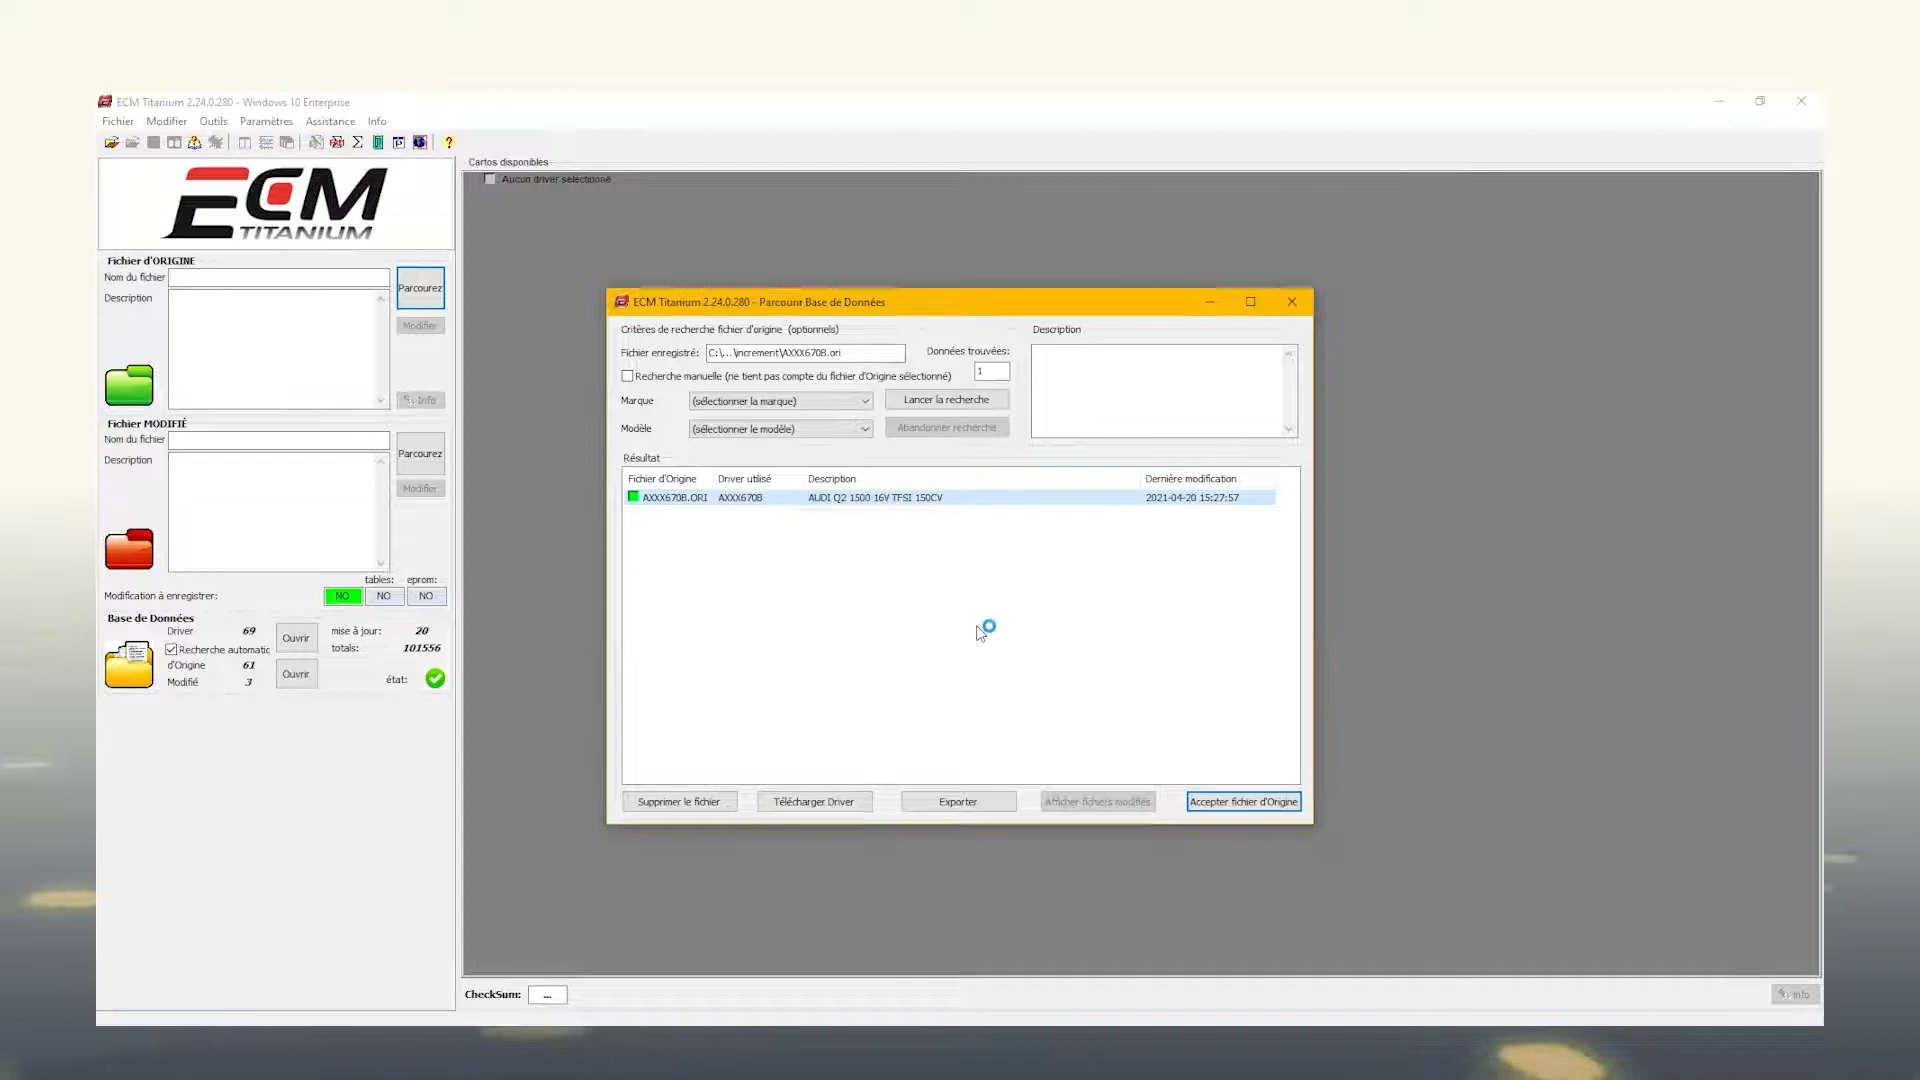 ECM Titanium 2.24.0.280 - Windows 10 Enterprise
Fichier Modifier Outils Paramètres Assistance Info
ECM
TITANIUM
Fichier d'ORIGINE
Nom du fichier
Parcourez
Description
Modifier
Info
Fichier MODIFIÉ
Nom du fichier
Parcourez
Description
Modifier
tables: eprom:
Modification à enregistrer: NO NO NO
Base de Données
Driver 69 Ouvrir mise à jour: 20
Recherche automatic totals: 101556
d'Origine 61 Ouvrir
Modifié 3 état:
Cartos disponibles
Aucun driver sélectionné
ECM Titanium 2.24.0.280 - Parcourir Base de Données
Critères de recherche fichier d'origine (optionnels)
Fichier enregistré: C:\...\increment\AXXX670B.ori
Données trouvées:
1
Recherche manuelle (ne tient pas compte du fichier d'Origine sélectionné)
Marque (sélectionner la marque) Lancer la recherche
Modèle (sélectionner le modèle) Abandonner recherche
Description
Résultat
Fichier d'Origine Driver utilisé Description Dernière modification
AXXX670B.ORI AXXX670B AUDI Q2 1500 16V TFSI 150CV 2021-04-20 15:27:57
Supprimer le fichier Télécharger Driver Exporter Afficher fichiers modifiés Accepter fichier d'Origine
CheckSum: ...
Info